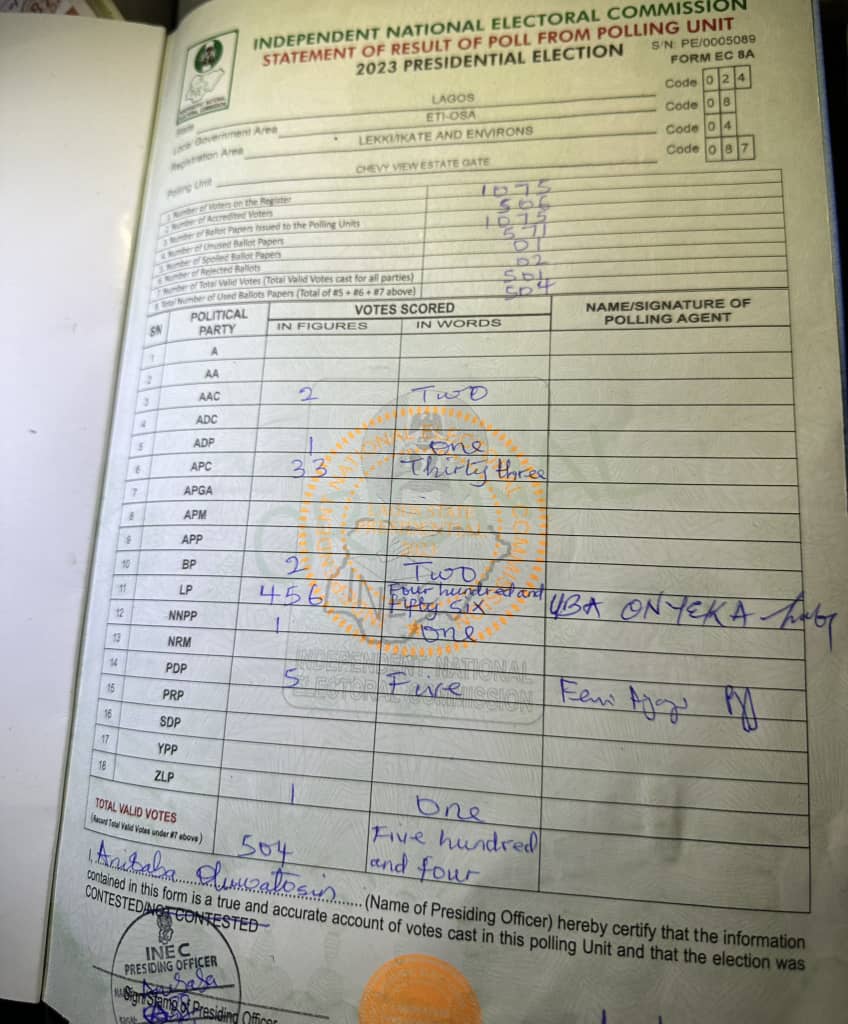 INDEPENDENT NATIONAL ELECTORAL COMMISSION
STATEMENT OF RESULT OF POLL FROM POLLING UNIT
2023 PRESIDENTIAL ELECTION
S/N: PE/0005089
FORM EC 8A
State LAGOS Code 0 2 4
Local Government Area ETI-OSA Code 0 8
Registration Area LEKKI/IKATE AND ENVIRONS Code 0 4
Polling Unit CHEVY VIEW ESTATE GATE Code 0 8 7
1. Number of Voters on the Register 1075
2. Number of Accredited Voters 506
3. Number of Ballot Papers Issued to the Polling Units 1075
4. Number of Unused Ballot Papers 571
5. Number of Spoiled Ballot Papers 01
6. Number of Rejected Ballots 02
7. Number of Total Valid Votes (Total Valid Votes cast for all parties) 501
8. Total Number of Used Ballots Papers (Total of #5 + #6 + #7 above) 504
SN POLITICAL PARTY VOTES SCORED NAME/SIGNATURE OF POLLING AGENT
IN FIGURES IN WORDS
1 A
2 AA
3 AAC 2 Two
4 ADC
5 ADP 1 one
6 APC 33 Thirty three
7 APGA
8 APM
9 APP
10 BP 2 Two
11 LP 456 Four hundred and Fifty six UBA ONYEKA
12 NNPP 1 one
13 NRM
14 PDP 5 Five Femi Ajayi
15 PRP
16 SDP
17 YPP
18 ZLP 1 one
TOTAL VALID VOTES 504 Five hundred and four
(Record Total Valid Votes under #7 above)
I, Anibaba Oluwatosin (Name of Presiding Officer) hereby certify that the information
contained in this form is a true and accurate account of votes cast in this polling Unit and that the election was
CONTESTED/NOT CONTESTED
INEC
PRESIDING OFFICER
Sign/Stamp of Presiding Officer